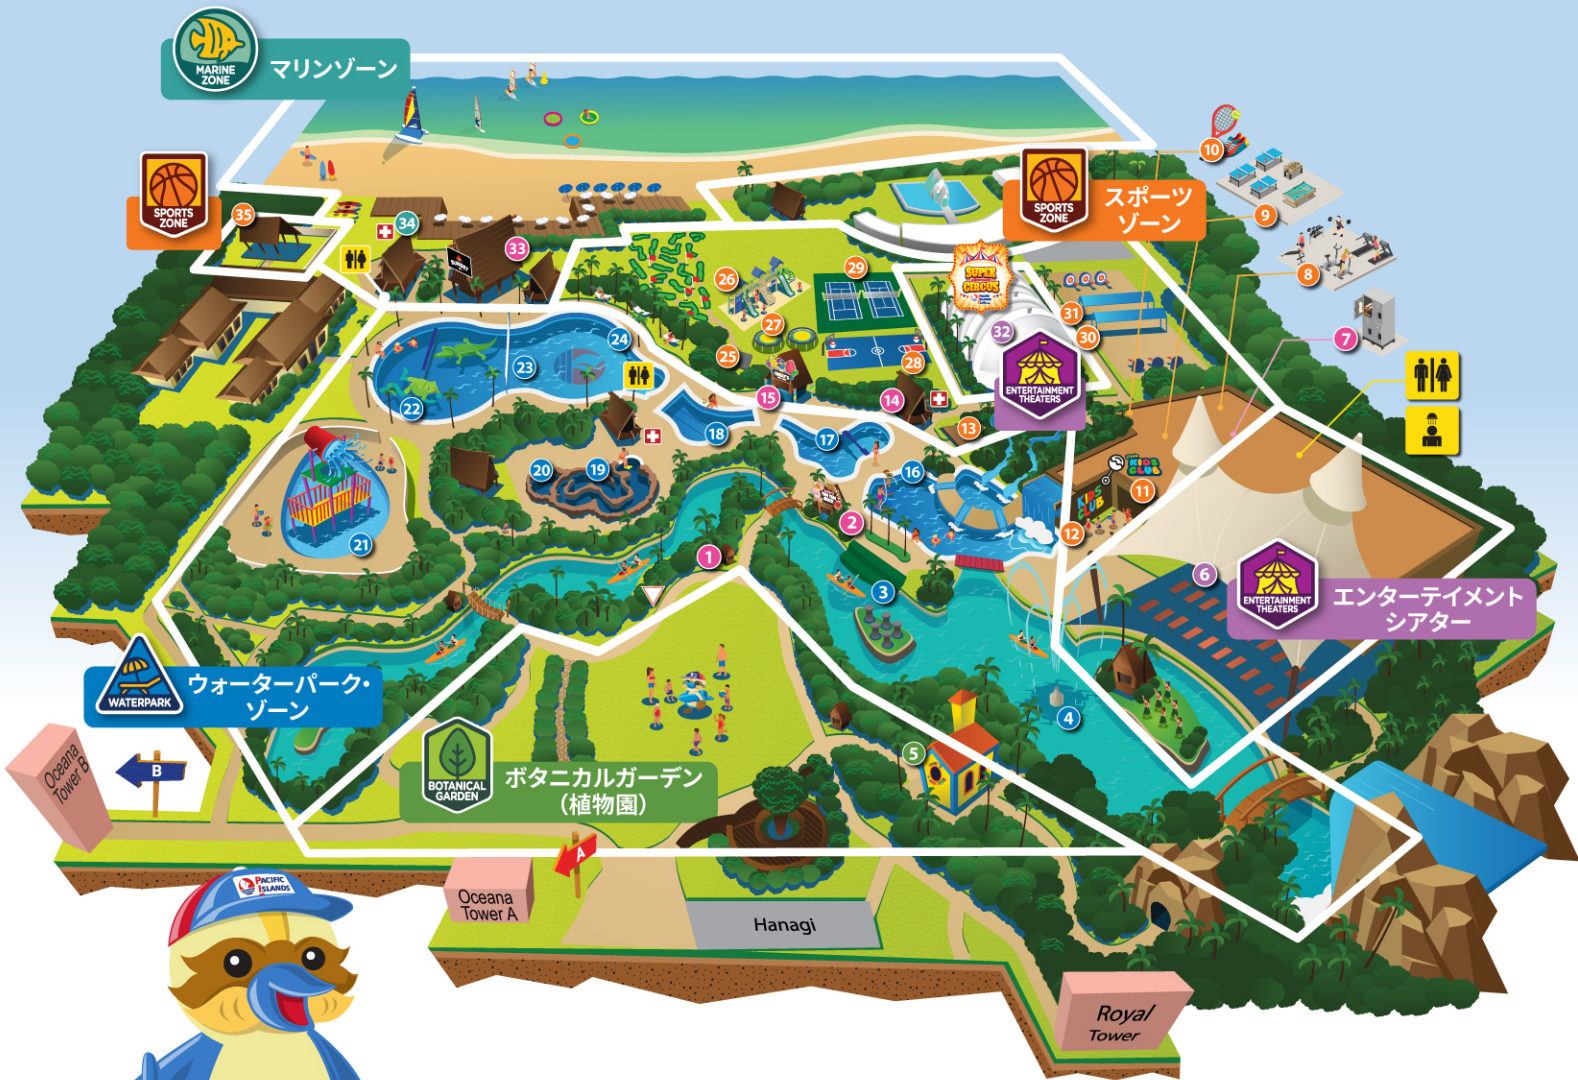 MARINE
ZONE
マリンゾーン
SPORTS
ZONE
35
34
33
SUNSET
SPORTS
ZONE
スポーツ
ゾーン
10
9
8
7
SUPER
CIRCUS
26
29
27
25
28
31
30
32
ENTERTAINMENT
THEATERS
24
23
22
15
14
13
18
17
16
20
19
21
KIDS
CLUB
KIDS
CLUB
11
12
2
1
3
6
ENTERTAINMENT
THEATERS
エンターテイメント
シアター
WATERPARK
ウォーターパーク・
ゾーン
4
5
BOTANICAL
GARDEN
ボタニカルガーデン
（植物園）
Oceana
Tower B
B
A
Oceana
Tower A
Hanagi
Royal
Tower
PACIFIC
ISLANDS